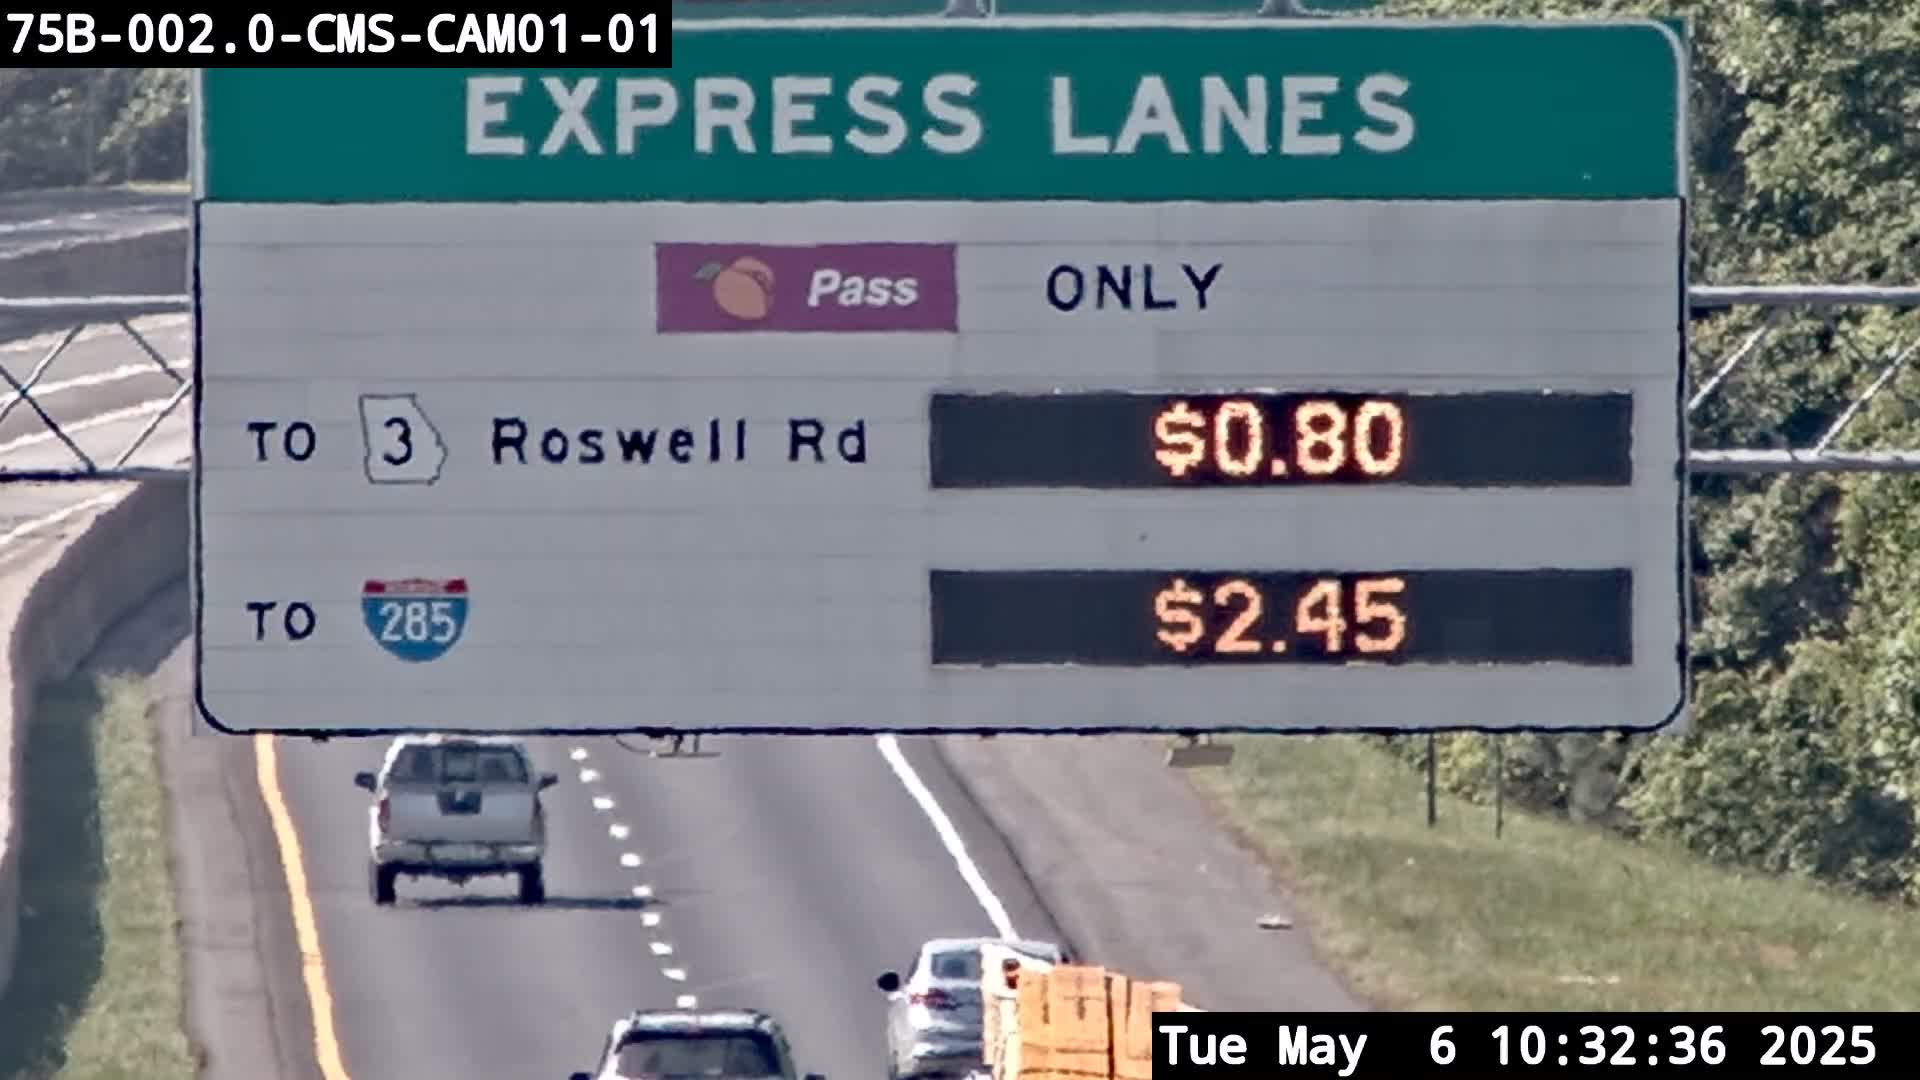 75B-002.0-CMS-CAM01-01
EXPRESS LANES
Pass ONLY
TO 3 Roswell Rd $0.80
TO 285 $2.45
Tue May 6 10:32:36 2025